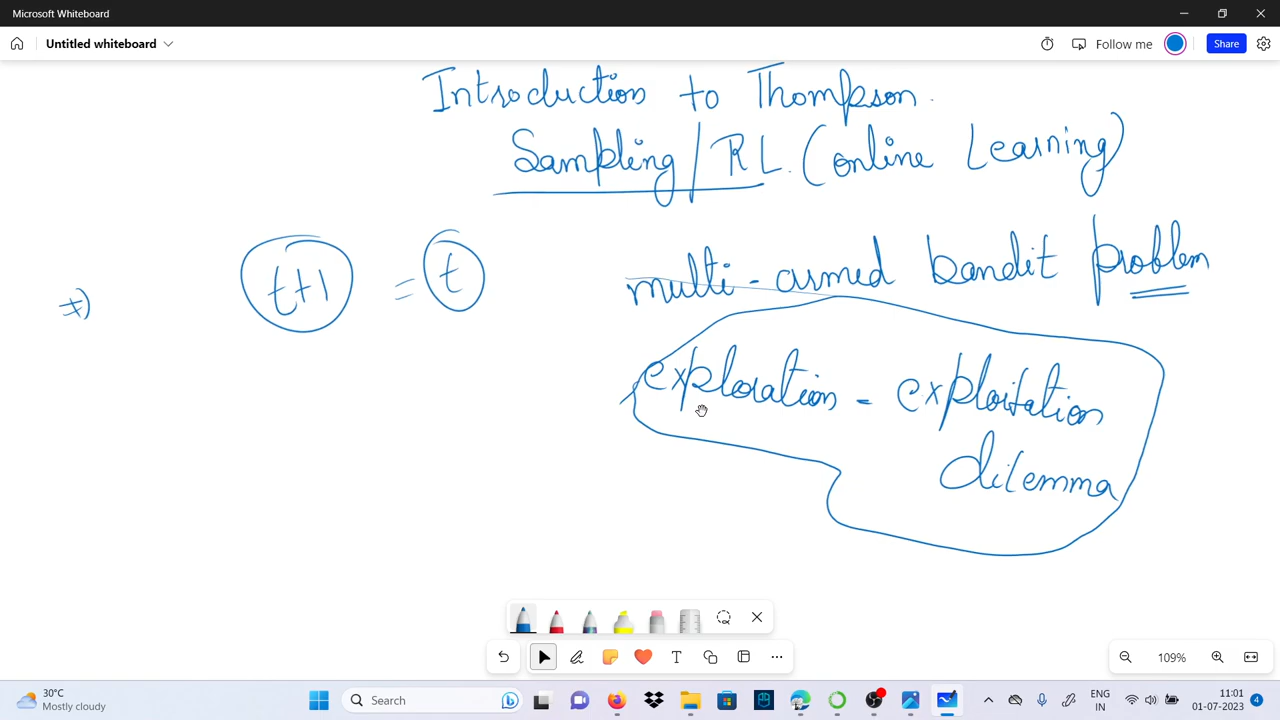 Microsoft Whiteboard
Untitled whiteboard
Follow me
Share
Introduction to Thompson
Sampling / RL. (online Learning)
t+1 = t
multi-armed bandit problem
exploration - exploitation
dilemma
109%
30°C
Mostly cloudy
Search
ENG
IN
11:01
01-07-2023
4